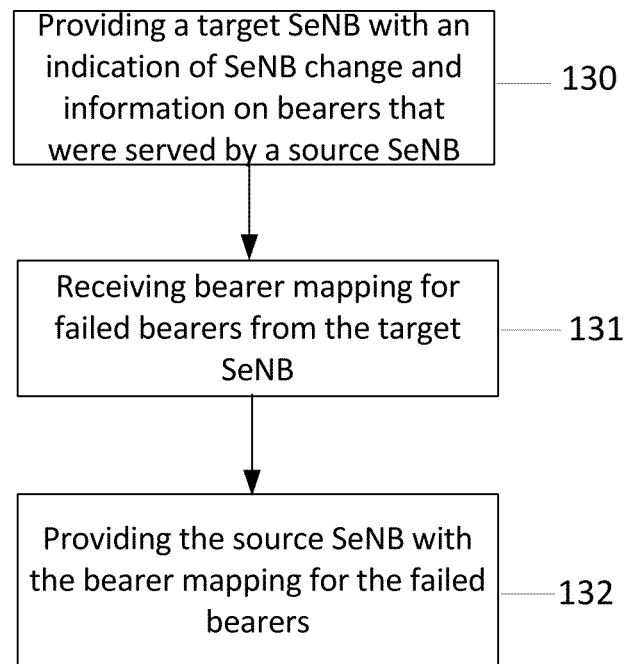 Providing a target SeNB with an
indication of SeNB change and
information on bearers that
were served by a source SeNB
130
Receiving bearer mapping for
failed bearers from the target
SeNB
131
Providing the source SeNB with
the bearer mapping for the failed
bearers
132